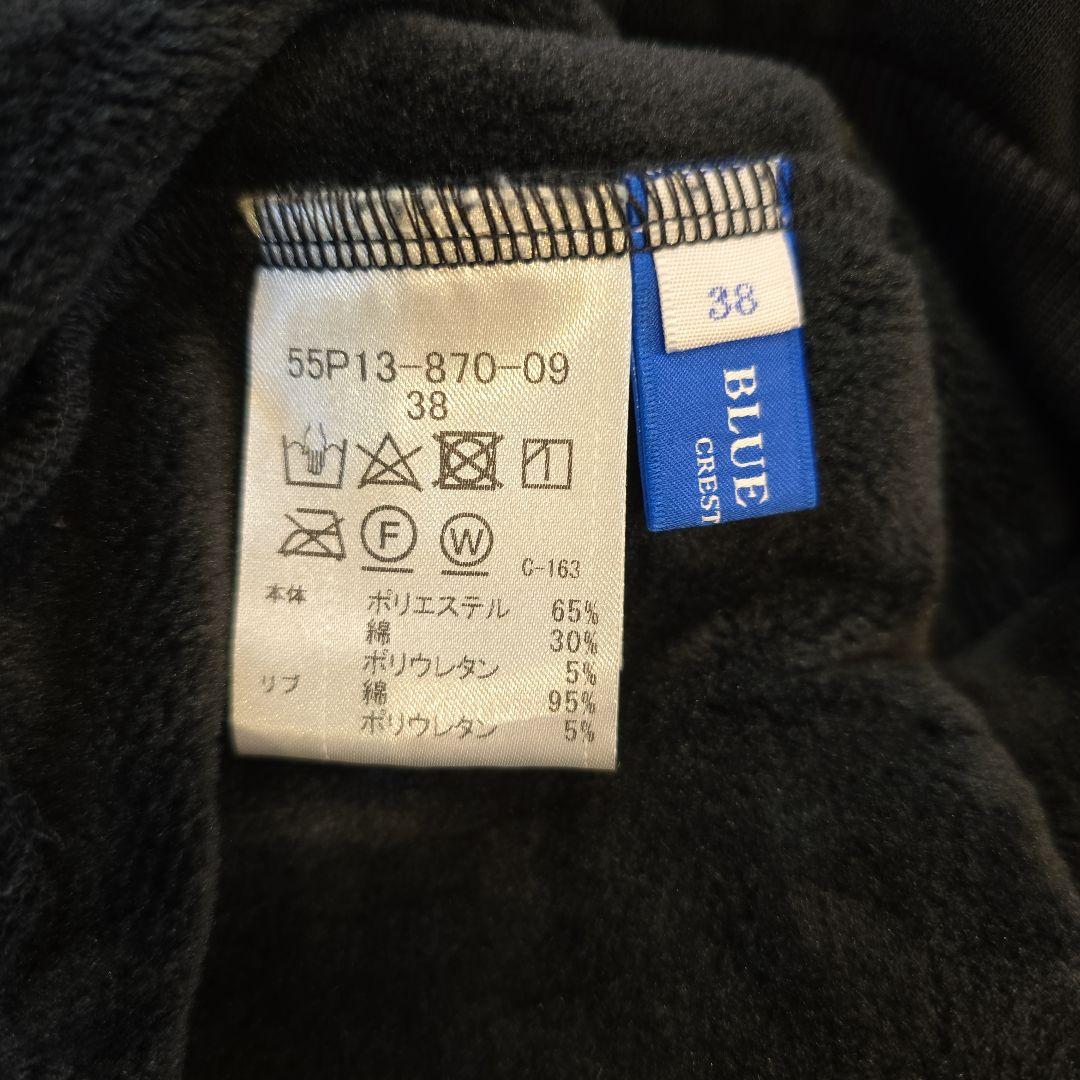 55P13-870-09
38
F W C-163
本体 ポリエステル 65%
綿 30%
ポリウレタン 5%
リブ 綿 95%
ポリウレタン 5%
38
BLUE
CREST